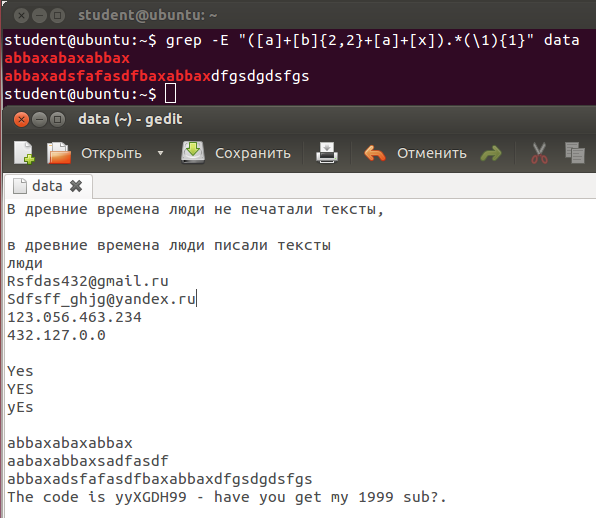 student@ubuntu: ~
student@ubuntu:~$ grep -E "([a]+[b]{2,2}+[a]+[x]).*(\1){1}" data
abbaxabaxabbax
abbaxadsfafasdfbaxabbaxdfgsdgdsfgs
student@ubuntu:~$
data (~) - gedit
Открыть Сохранить Отменить
data
В древние времена люди не печатали тексты,
в древние времена люди писали тексты
люди
Rsfdas432@gmail.ru
Sdfsff_ghjg@yandex.ru
123.056.463.234
432.127.0.0
Yes
YES
yEs
abbaxabaxabbax
aabaxabbaxsadfasdf
abbaxadsfafasdfbaxabbaxdfgsdgdsfgs
The code is yyXGDH99 - have you get my 1999 sub?.